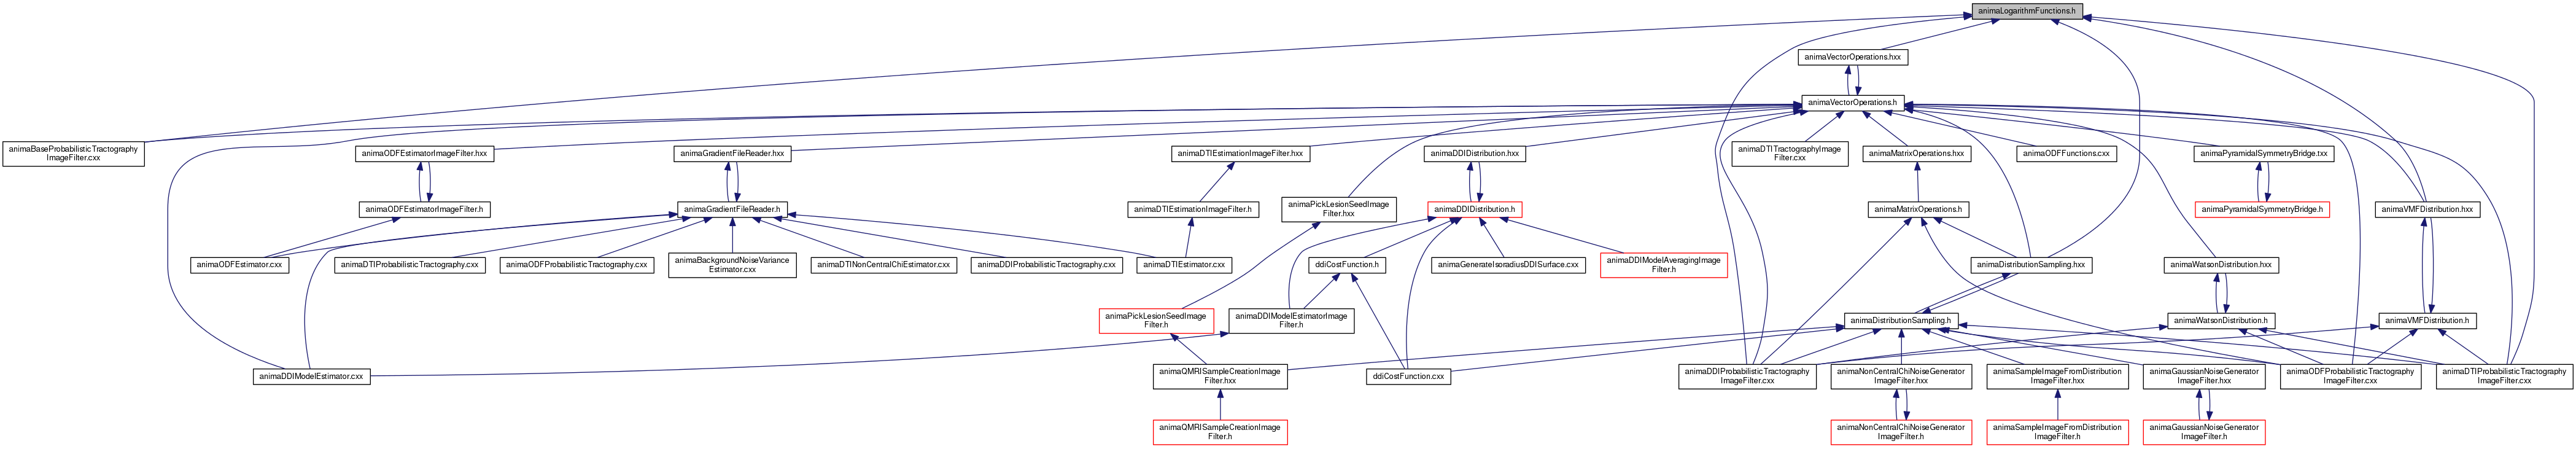 animaLogarithmFunctions.h
animaVectorOperations.hxx
animaVectorOperations.h
animaBaseProbabilisticTractography
ImageFilter.cxx
animaODFEstimatorImageFilter.hxx
animaGradientFileReader.hxx
animaDTIEstimationImageFilter.hxx
animaDDIDistribution.hxx
animaDTITractographyImage
Filter.cxx
animaMatrixOperations.hxx
animaODFFunctions.cxx
animaPyramidalSymmetryBridge.txx
animaODFEstimatorImageFilter.h
animaGradientFileReader.h
animaDTIEstimationImageFilter.h
animaPickLesionSeedImage
Filter.hxx
animaDDIDistribution.h
animaMatrixOperations.h
animaPyramidalSymmetryBridge.h
animaVMFDistribution.hxx
animaODFEstimator.cxx
animaDTIProbabilisticTractography.cxx
animaODFProbabilisticTractography.cxx
animaBackgroundNoiseVariance
Estimator.cxx
animaDTINonCentralChiEstimator.cxx
animaDDIProbabilisticTractography.cxx
animaDTIEstimator.cxx
ddiCostFunction.h
animaGenerateIsoradiusDDISurface.cxx
animaDDIModelAveragingImage
Filter.h
animaDistributionSampling.hxx
animaWatsonDistribution.hxx
animaPickLesionSeedImage
Filter.h
animaDDIModelEstimatorImage
Filter.h
animaDistributionSampling.h
animaWatsonDistribution.h
animaVMFDistribution.h
animaDDIModelEstimator.cxx
animaQMRISampleCreationImage
Filter.hxx
ddiCostFunction.cxx
animaDDIProbabilisticTractography
ImageFilter.cxx
animaNonCentralChiNoiseGenerator
ImageFilter.hxx
animaSampleImageFromDistribution
ImageFilter.hxx
animaGaussianNoiseGenerator
ImageFilter.hxx
animaODFProbabilisticTractography
ImageFilter.cxx
animaDTIProbabilisticTractography
ImageFilter.cxx
animaQMRISampleCreationImage
Filter.h
animaNonCentralChiNoiseGenerator
ImageFilter.h
animaSampleImageFromDistribution
ImageFilter.h
animaGaussianNoiseGenerator
ImageFilter.h